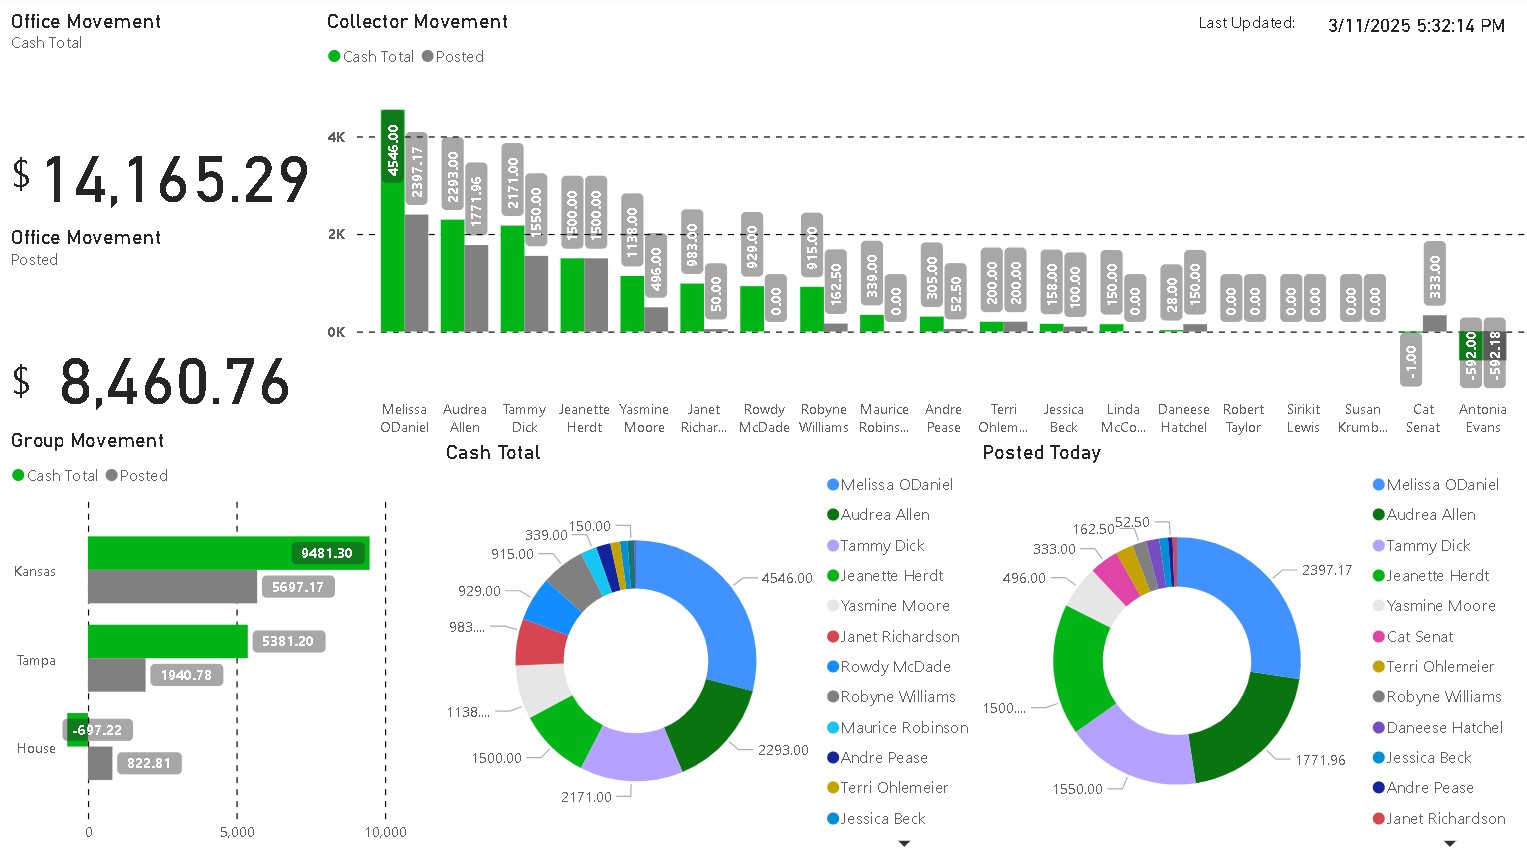 Office Movement
Cash Total
$ 14,165.29
Office Movement
Posted
$ 8,460.76
Collector Movement
Cash Total Posted
Last Updated: 3/11/2025 5:32:14 PM
4K
2K
0K
4546.00 2397.17
2293.00 1771.96
2171.00 1550.00
1500.00 1500.00
1138.00 496.00
983.00 50.00
929.00 0.00
915.00 162.50
339.00 0.00
305.00 52.50
200.00 200.00
158.00 100.00
150.00 0.00
28.00 150.00
0.00 0.00
0.00 0.00
0.00 0.00
-1.00 333.00
-592.00 -592.18
Melissa ODaniel
Audrea Allen
Tammy Dick
Jeanette Herdt
Yasmine Moore
Janet Richar...
Rowdy McDade
Robyne Williams
Maurice Robins...
Andre Pease
Terri Ohlem...
Jessica Beck
Linda McCo...
Daneese Hatchel
Robert Taylor
Sirikit Lewis
Susan Krumb...
Cat Senat
Antonia Evans
Group Movement
Cash Total Posted
Kansas
9481.30
5697.17
Tampa
5381.20
1940.78
House
-697.22
822.81
0 5,000 10,000
Cash Total
150.00
339.00
915.00
929.00
983....
1138....
1500.00
2171.00
2293.00
4546.00
Melissa ODaniel
Audrea Allen
Tammy Dick
Jeanette Herdt
Yasmine Moore
Janet Richardson
Rowdy McDade
Robyne Williams
Maurice Robinson
Andre Pease
Terri Ohlemeier
Jessica Beck
Posted Today
52.50
162.50
333.00
496.00
1500....
1550.00
1771.96
2397.17
Melissa ODaniel
Audrea Allen
Tammy Dick
Jeanette Herdt
Yasmine Moore
Cat Senat
Terri Ohlemeier
Robyne Williams
Daneese Hatchel
Jessica Beck
Andre Pease
Janet Richardson